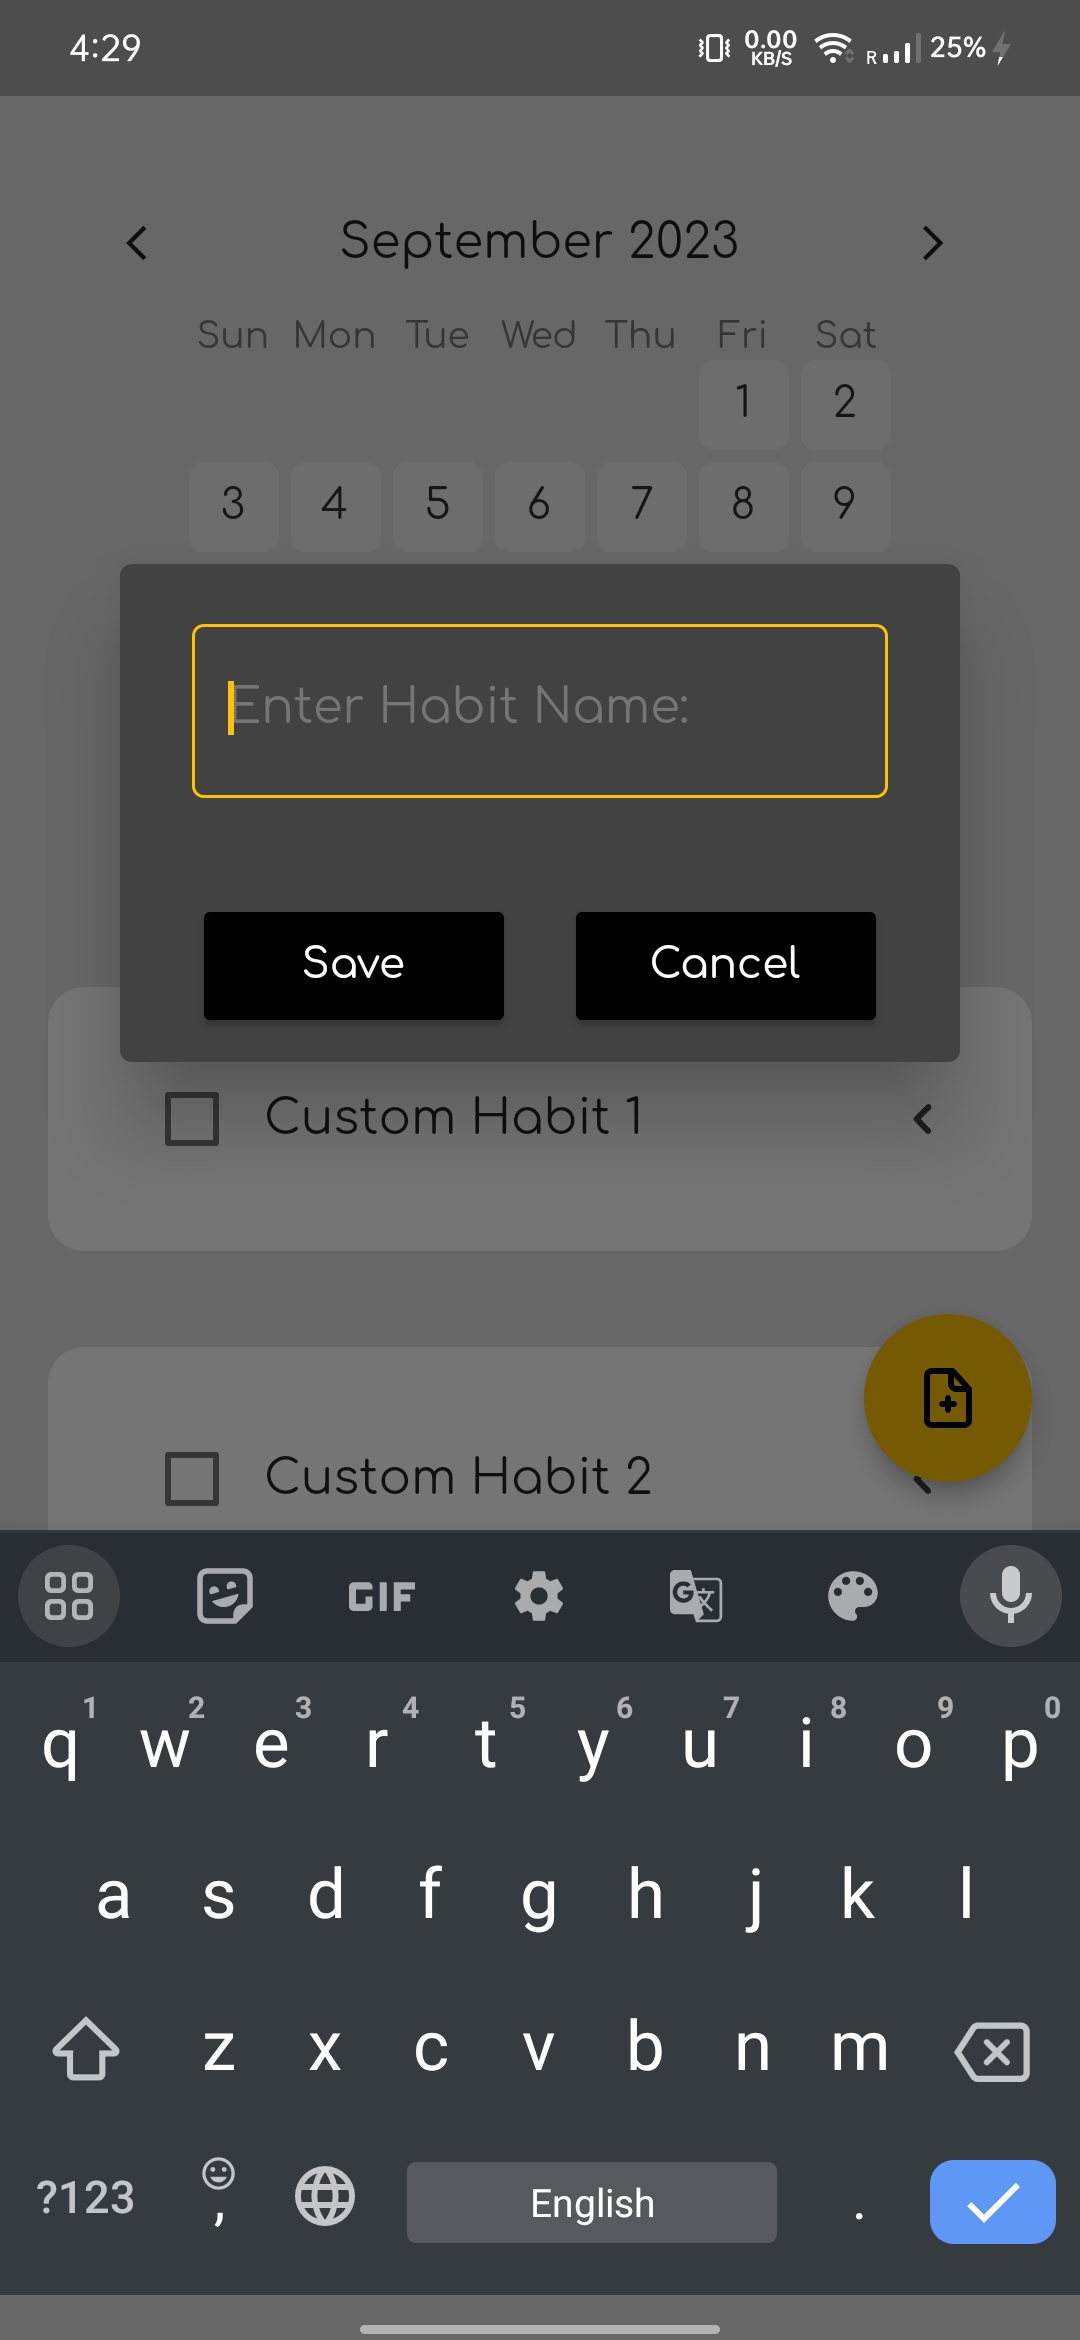 4:29 0.00 KB/S R 25%
September 2023
Sun Mon Tue Wed Thu Fri Sat
1 2
3 4 5 6 7 8 9
Enter Habit Name:
Save Cancel
Custom Habit 1
Custom Habit 2
GIF G 文
1 2 3 4 5 6 7 8 9 0
q w e r t y u i o p
a s d f g h j k l
z x c v b n m
?123 , English .